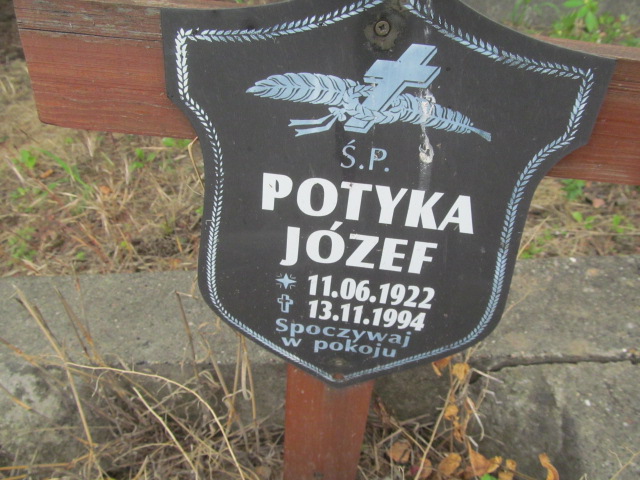 Ś.P.
POTYKA
JÓZEF
11.06.1922
13.11.1994
Spoczywaj
w pokoju